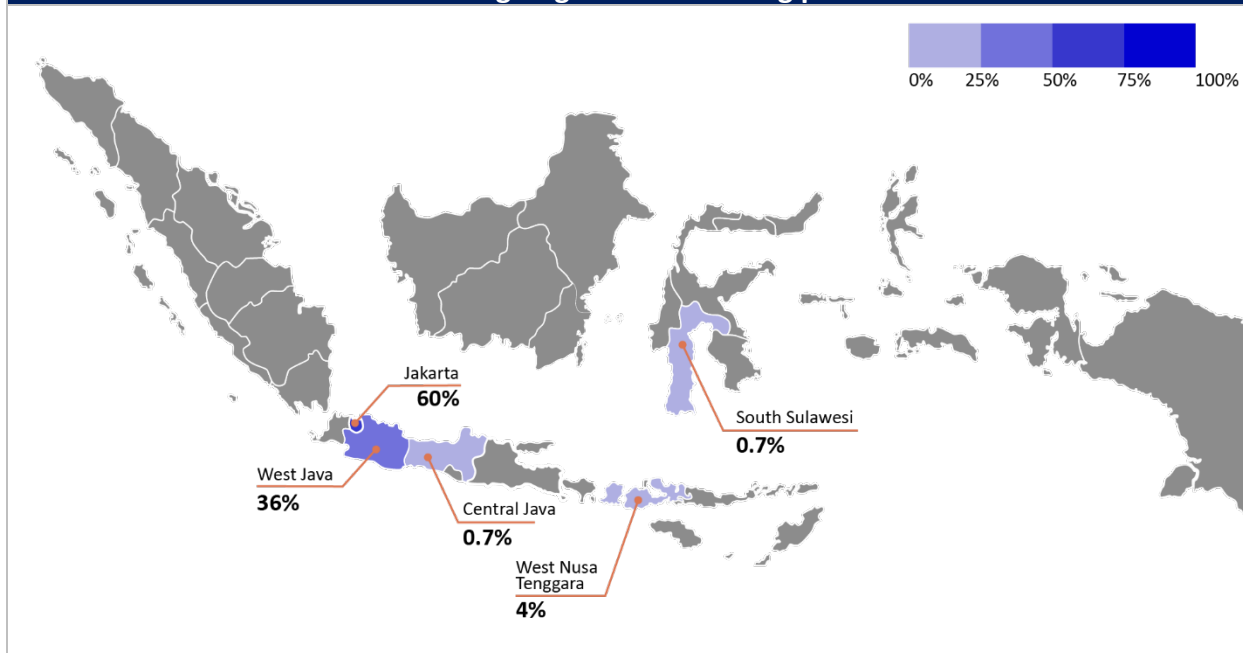 0% 25% 50% 75% 100%
Jakarta
60%
South Sulawesi
0.7%
West Java
36%
Central Java
0.7%
West Nusa
Tenggara
4%